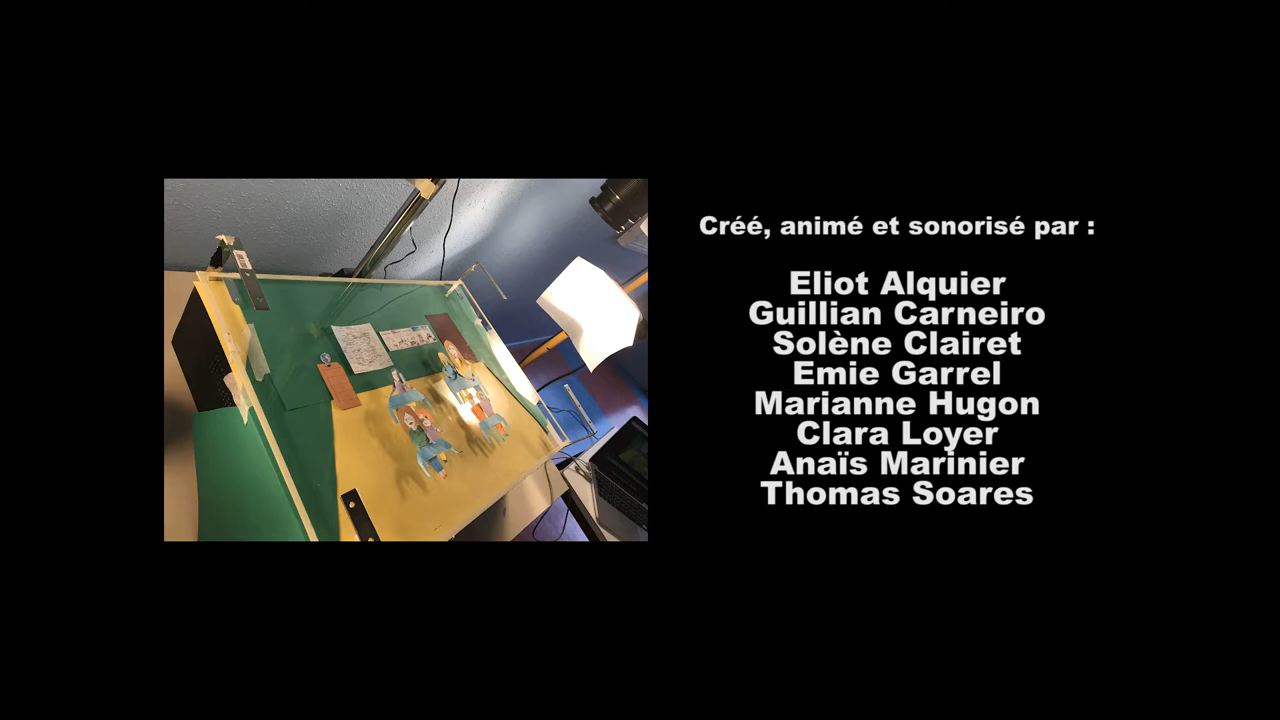 Créé, animé et sonorisé par :
Eliot Alquier
Guillian Carneiro
Solène Clairet
Emie Garrel
Marianne Hugon
Clara Loyer
Anaïs Marinier
Thomas Soares